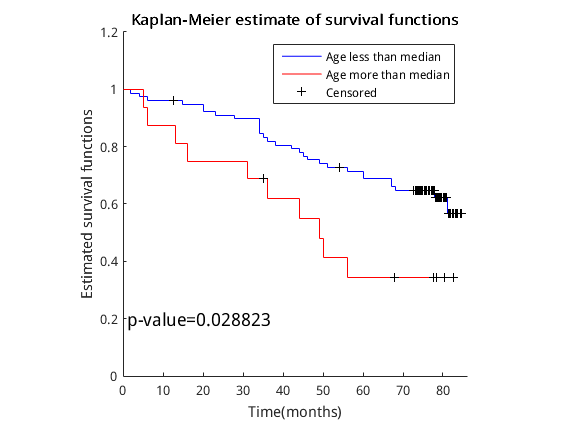 Kaplan-Meier estimate of survival functions
1.2
1
0.8
0.6
0.4
0.2
0
Estimated survival functions
Age less than median
Age more than median
Censored
p-value=0.028823
0 10 20 30 40 50 60 70 80
Time(months)